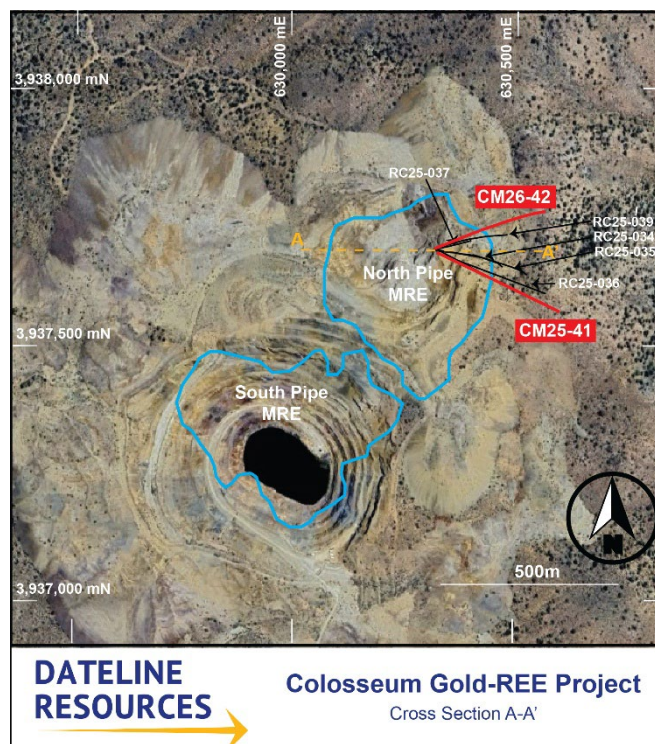 630,000 mE
630,500 mE
3,938,000 mN
RC25-037
CM26-42
RC25-039
RC25-034
RC25-035
A
A'
North Pipe
MRE
RC25-036
CM25-41
3,937,500 mN
South Pipe
MRE
N
500m
3,937,000 mN
DATELINE
RESOURCES
Colosseum Gold-REE Project
Cross Section A-A'